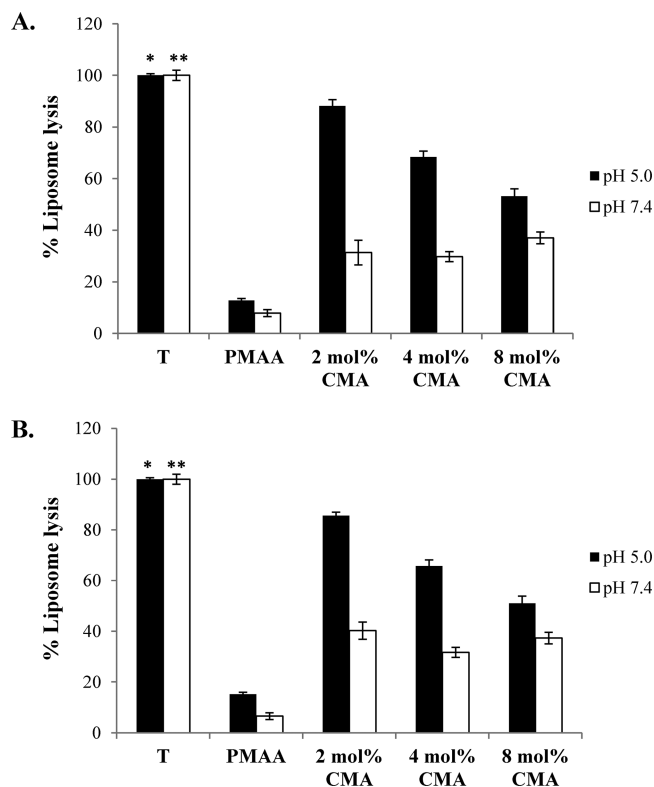 A.
120
100
80
60
40
20
0
% Liposome lysis
* **
T PMAA 2 mol% 4 mol% 8 mol%
CMA CMA CMA
pH 5.0
pH 7.4
B.
120
100
80
60
40
20
0
% Liposome lysis
* **
T PMAA 2 mol% 4 mol% 8 mol%
CMA CMA CMA
pH 5.0
pH 7.4